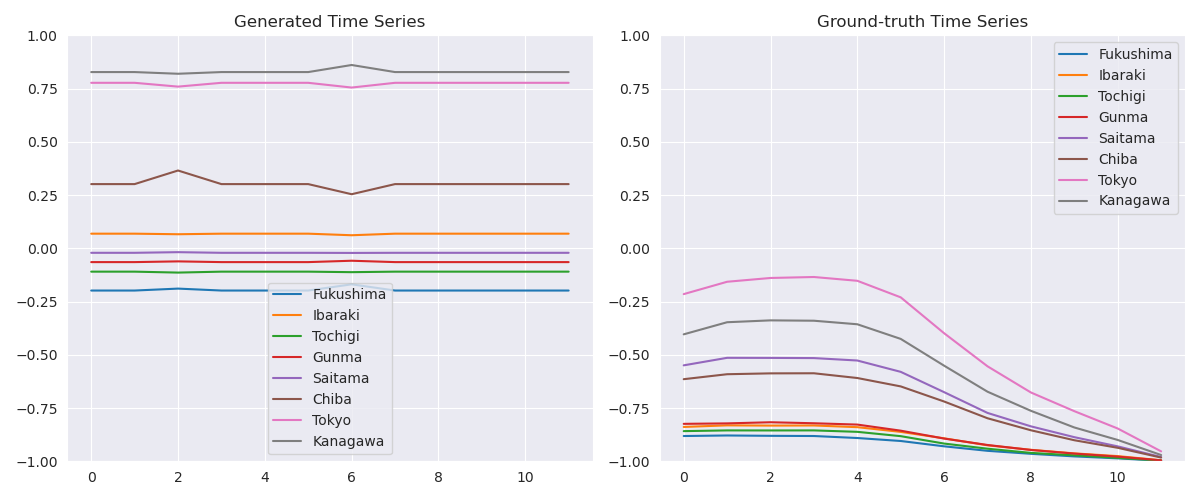 Generated Time Series
1.00
0.75
0.50
0.25
0.00
−0.25
−0.50
−0.75
−1.00
0 2 4 6 8 10
Fukushima
Ibaraki
Tochigi
Gunma
Saitama
Chiba
Tokyo
Kanagawa
Ground-truth Time Series
1.00
0.75
0.50
0.25
0.00
−0.25
−0.50
−0.75
−1.00
0 2 4 6 8 10
Fukushima
Ibaraki
Tochigi
Gunma
Saitama
Chiba
Tokyo
Kanagawa